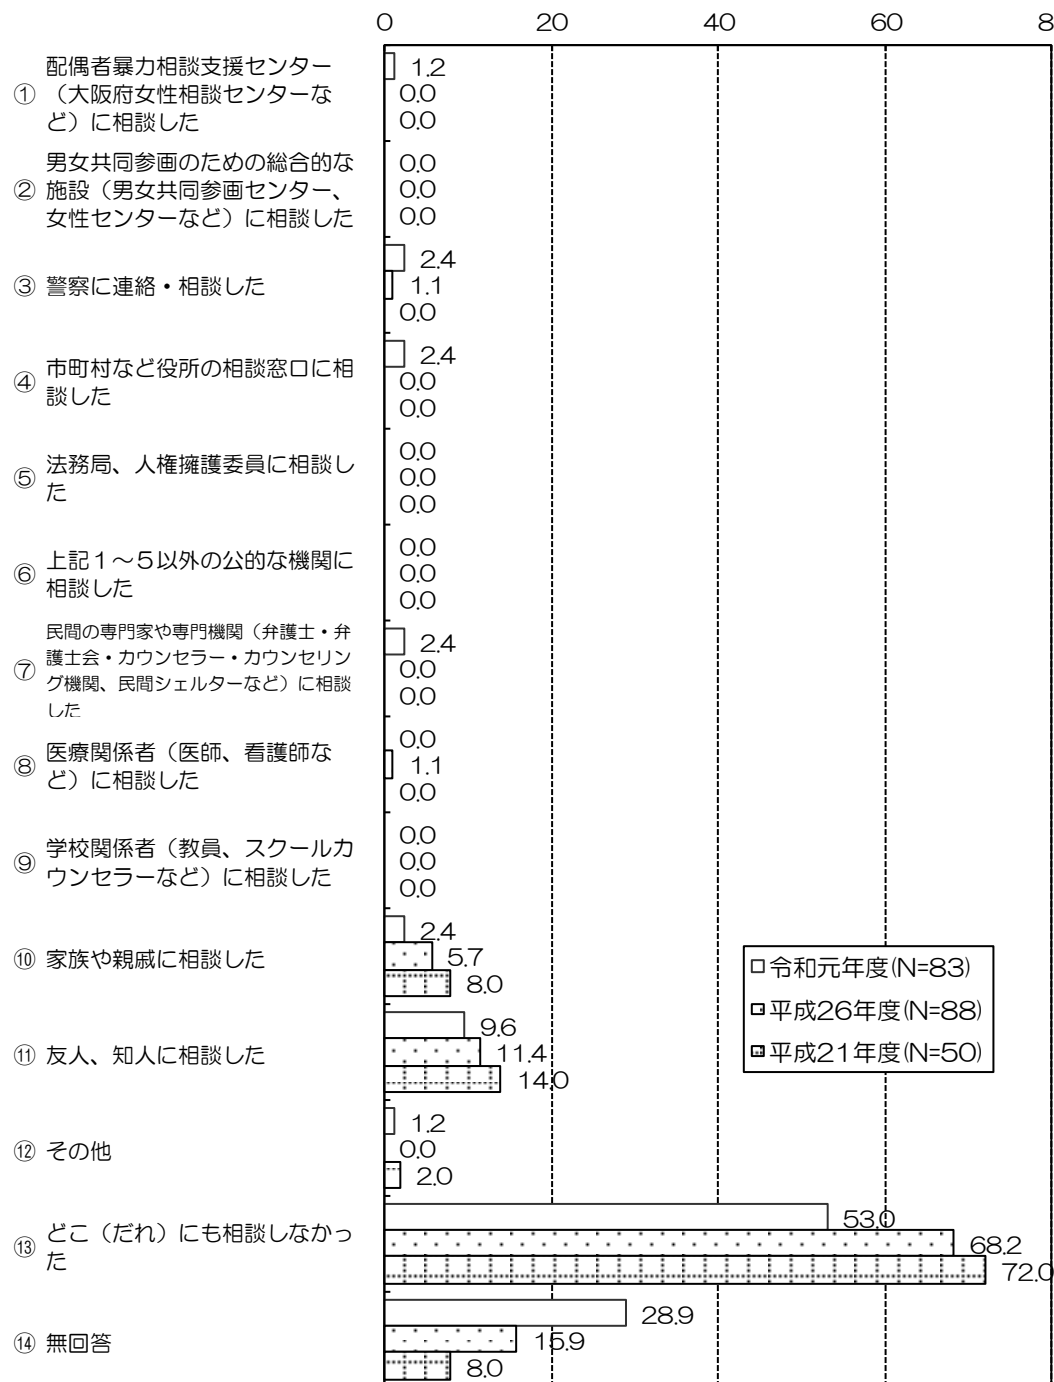 0 20 40 60 8
配偶者暴力相談支援センター
① （大阪府女性相談センターな
ど）に相談した
1.2
0.0
0.0
男女共同参画のための総合的な
② 施設（男女共同参画センター、
女性センターなど）に相談した
0.0
0.0
0.0
③ 警察に連絡・相談した
2.4
1.1
0.0
④ 市町村など役所の相談窓口に相
談した
2.4
0.0
0.0
⑤ 法務局、人権擁護委員に相談し
た
0.0
0.0
0.0
⑥ 上記１～５以外の公的な機関に
相談した
0.0
0.0
0.0
民間の専門家や専門機関（弁護士・弁
⑦ 護士会・カウンセラー・カウンセリン
グ機関、民間シェルターなど）に相談
した
2.4
0.0
0.0
⑧ 医療関係者（医師、看護師な
ど）に相談した
0.0
1.1
0.0
⑨ 学校関係者（教員、スクールカ
ウンセラーなど）に相談した
0.0
0.0
0.0
⑩ 家族や親戚に相談した
2.4
5.7
8.0
⑪ 友人、知人に相談した
9.6
11.4
14.0
⑫ その他
1.2
0.0
2.0
⑬ どこ（だれ）にも相談しなかっ
た
53.0
68.2
72.0
⑭ 無回答
28.9
15.9
8.0
令和元年度(N=83)
平成26年度(N=88)
平成21年度(N=50)